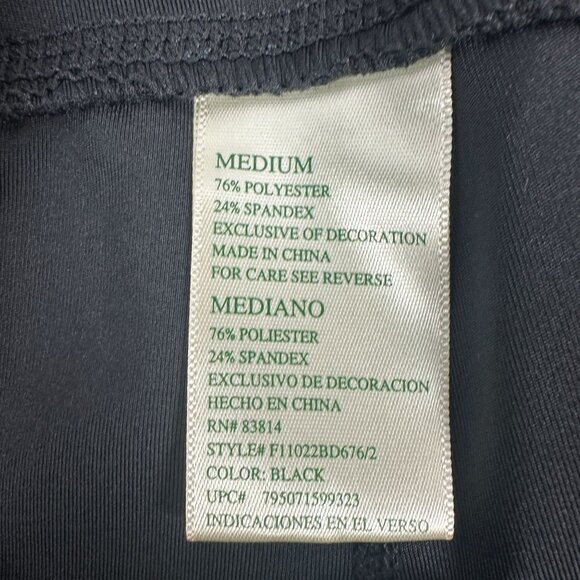 MEDIUM
76% POLYESTER
24% SPANDEX
EXCLUSIVE OF DECORATION
MADE IN CHINA
FOR CARE SEE REVERSE
MEDIANO
76% POLIESTER
24% SPANDEX
EXCLUSIVO DE DECORACION
HECHO EN CHINA
RN# 83814
STYLE# F11022BD676/2
COLOR: BLACK
UPC# 795071599323
INDICACIONES EN EL VERSO